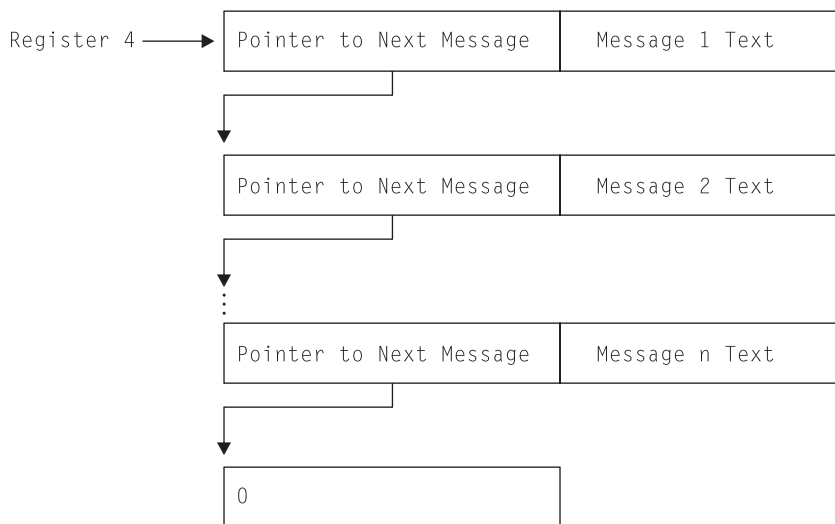 Register 4 Pointer to Next Message Message 1 Text
Pointer to Next Message Message 2 Text
Pointer to Next Message Message n Text
0